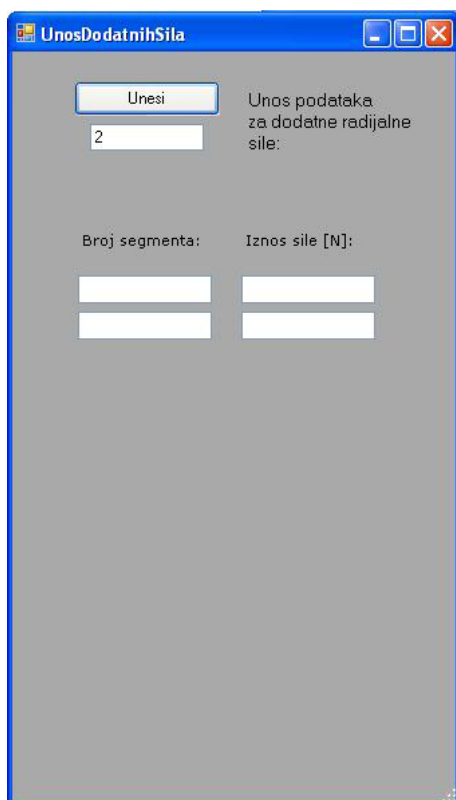 UnosDodatnihSila
Unesi
2
Unos podataka
za dodatne radijalne
sile:
Broj segmenta:
Iznos sile [N]: